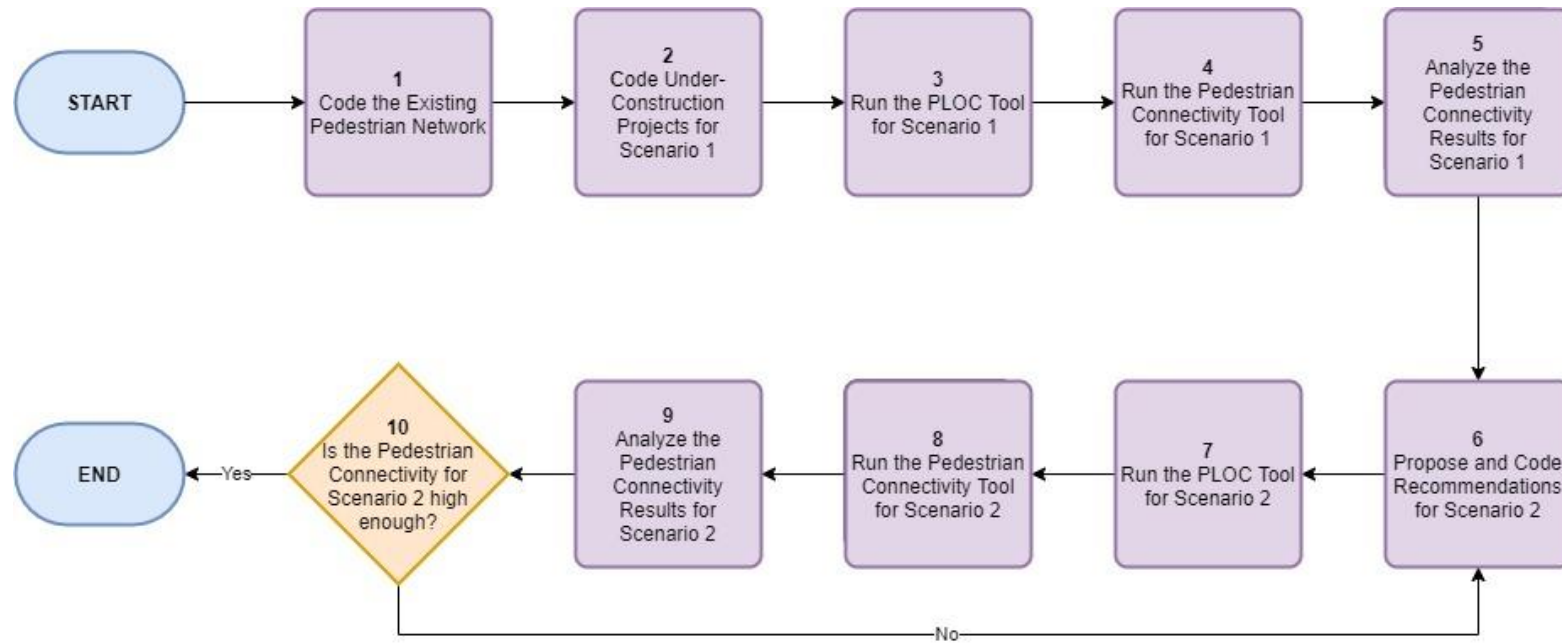 START
1
Code the Existing
Pedestrian Network
2
Code Under-
Construction
Projects for
Scenario 1
3
Run the PLOC Tool
for Scenario 1
4
Run the Pedestrian
Connectivity Tool
for Scenario 1
5
Analyze the
Pedestrian
Connectivity
Results for
Scenario 1
6
Propose and Code
Recommendations
for Scenario 2
7
Run the PLOC Tool
for Scenario 2
8
Run the Pedestrian
Connectivity Tool
for Scenario 2
9
Analyze the
Pedestrian
Connectivity
Results for
Scenario 2
10
Is the Pedestrian
Connectivity for
Scenario 2 high
enough?
Yes
END
No